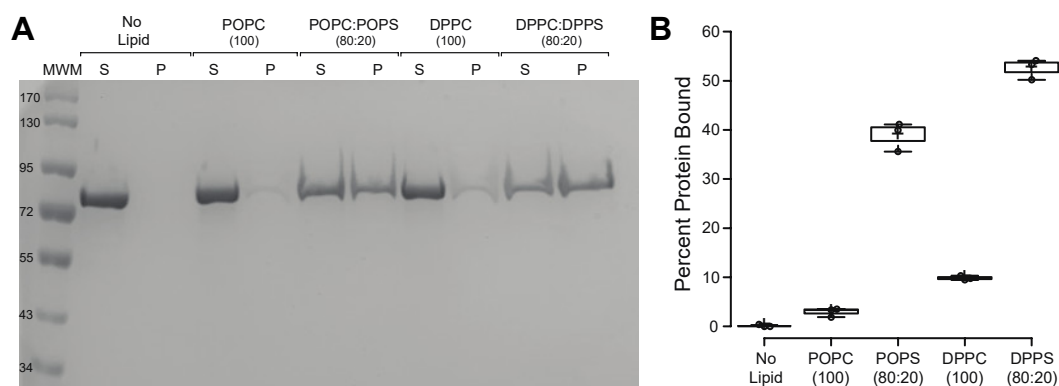 A
No
Lipid
POPC
(100)
POPC:POPS
(80:20)
DPPC
(100)
DPPC:DPPS
(80:20)
MWM S P S P S P S P S P
170
130
95
72
55
43
34
B
Percent Protein Bound
60
50
40
30
20
10
0
No
Lipid
POPC
(100)
POPS
(80:20)
DPPC
(100)
DPPS
(80:20)